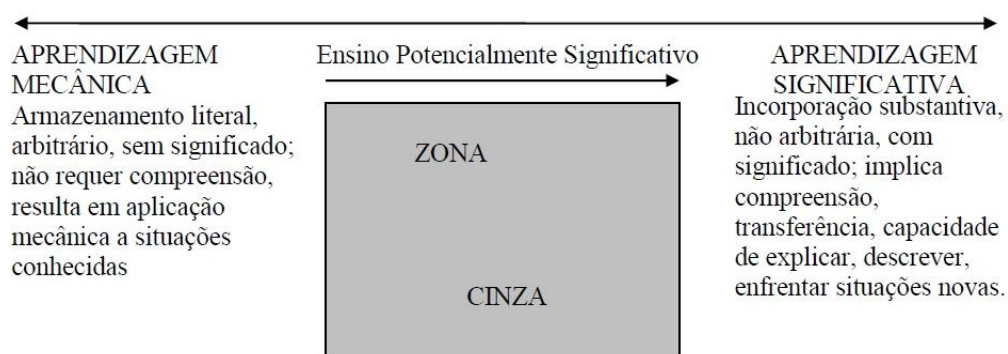 APRENDIZAGEM
MECÂNICA
Armazenamento literal,
arbitrário, sem significado;
não requer compreensão,
resulta em aplicação
mecânica a situações
conhecidas
Ensino Potencialmente Significativo
ZONA
CINZA
APRENDIZAGEM
SIGNIFICATIVA
Incorporação substantiva,
não arbitrária, com
significado; implica
compreensão,
transferência, capacidade
de explicar, descrever,
enfrentar situações novas.